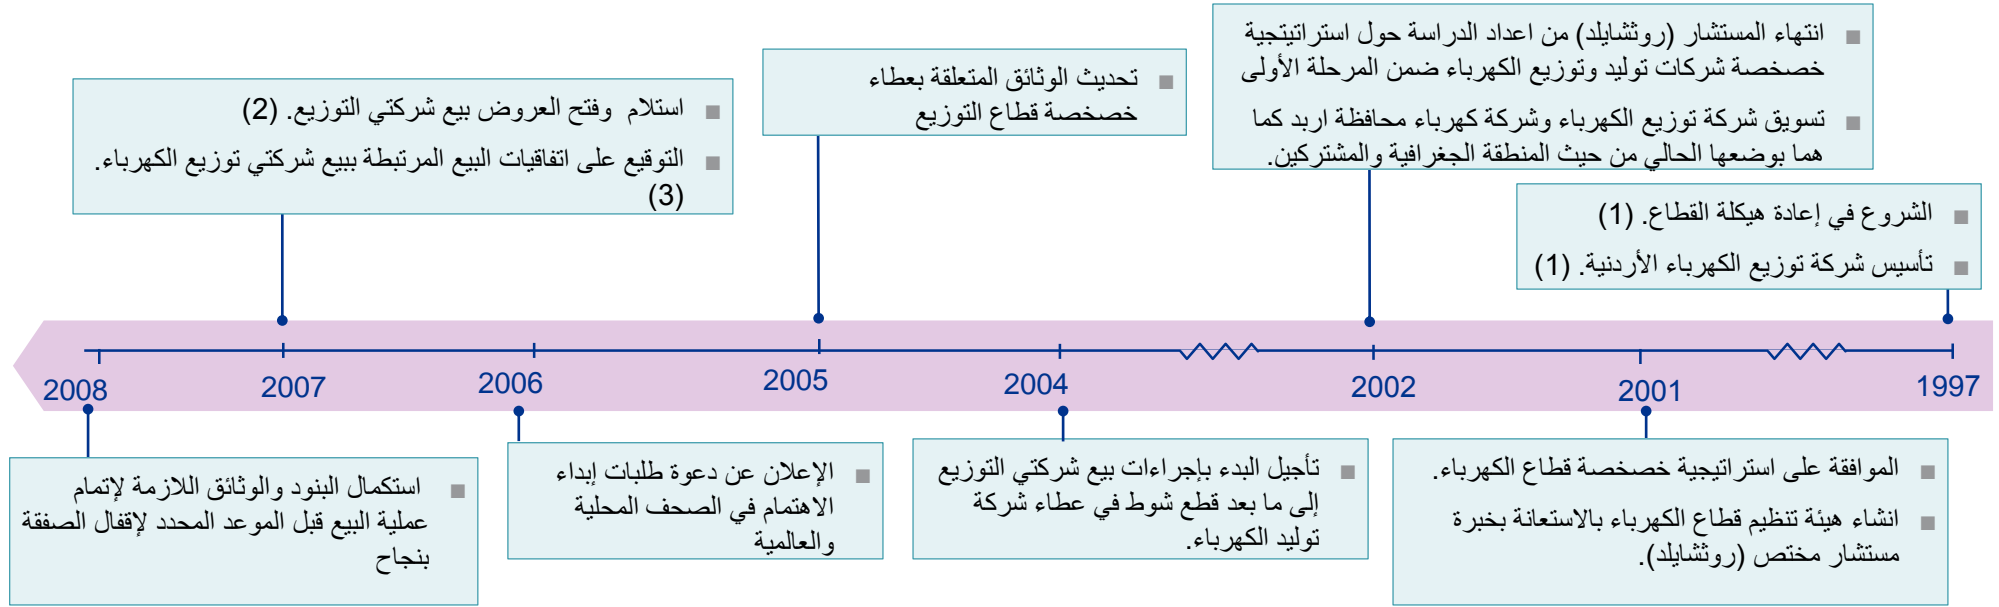 انتهاء المستشار (روتشايلد) من اعداد الدراسة حول استراتيتجية
خصخصة شركات توليد وتوزيع الكهرباء ضمن المرحلة الأولى
تسويق شركة توزيع الكهرباء وشركة كهرباء محافظة اربد كما
هما بوضعها الحالي من حيث المنطقة الجغرافية والمشتركين.
تحديث الوثائق المتعلقة بعطاء
خصخصة قطاع التوزيع
استلام وفتح العروض بيع شركتي التوزيع. (2)
التوقيع على اتفاقيات البيع المرتبطة ببيع شركتي توزيع الكهرباء.
(3)
الشروع في إعادة هيكلة القطاع. (1)
تأسيس شركة توزيع الكهرباء الأردنية. (1)
1997
2001
2002
2004
2005
2006
2007
2008
الموافقة على استراتيجية خصخصة قطاع الكهرباء.
انشاء هيئة تنظيم قطاع الكهرباء بالاستعانة بخبرة
مستشار مختص (روتشايلد).
تأجيل البدء بإجراءات بيع شركتي التوزيع
إلى ما بعد قطع شوط في عطاء شركة
توليد الكهرباء.
الإعلان عن دعوة طلبات إبداء
الاهتمام في الصحف المحلية
والعالمية
استكمال البنود والوثائق اللازمة لإتمام
عملية البيع قبل الموعد المحدد لإقفال الصفقة
بنجاح